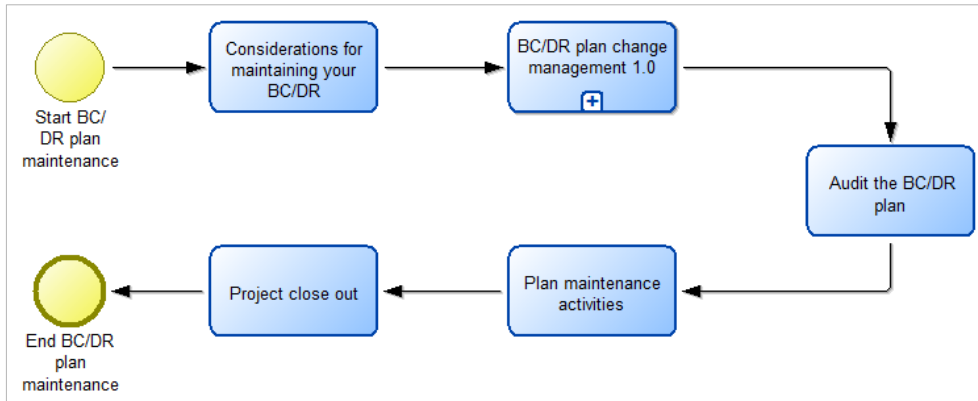 Start BC/
DR plan
maintenance
Considerations for
maintaining your
BC/DR
BC/DR plan change
management 1.0
Audit the BC/DR
plan
Plan maintenance
activities
Project close out
End BC/DR
plan
maintenance